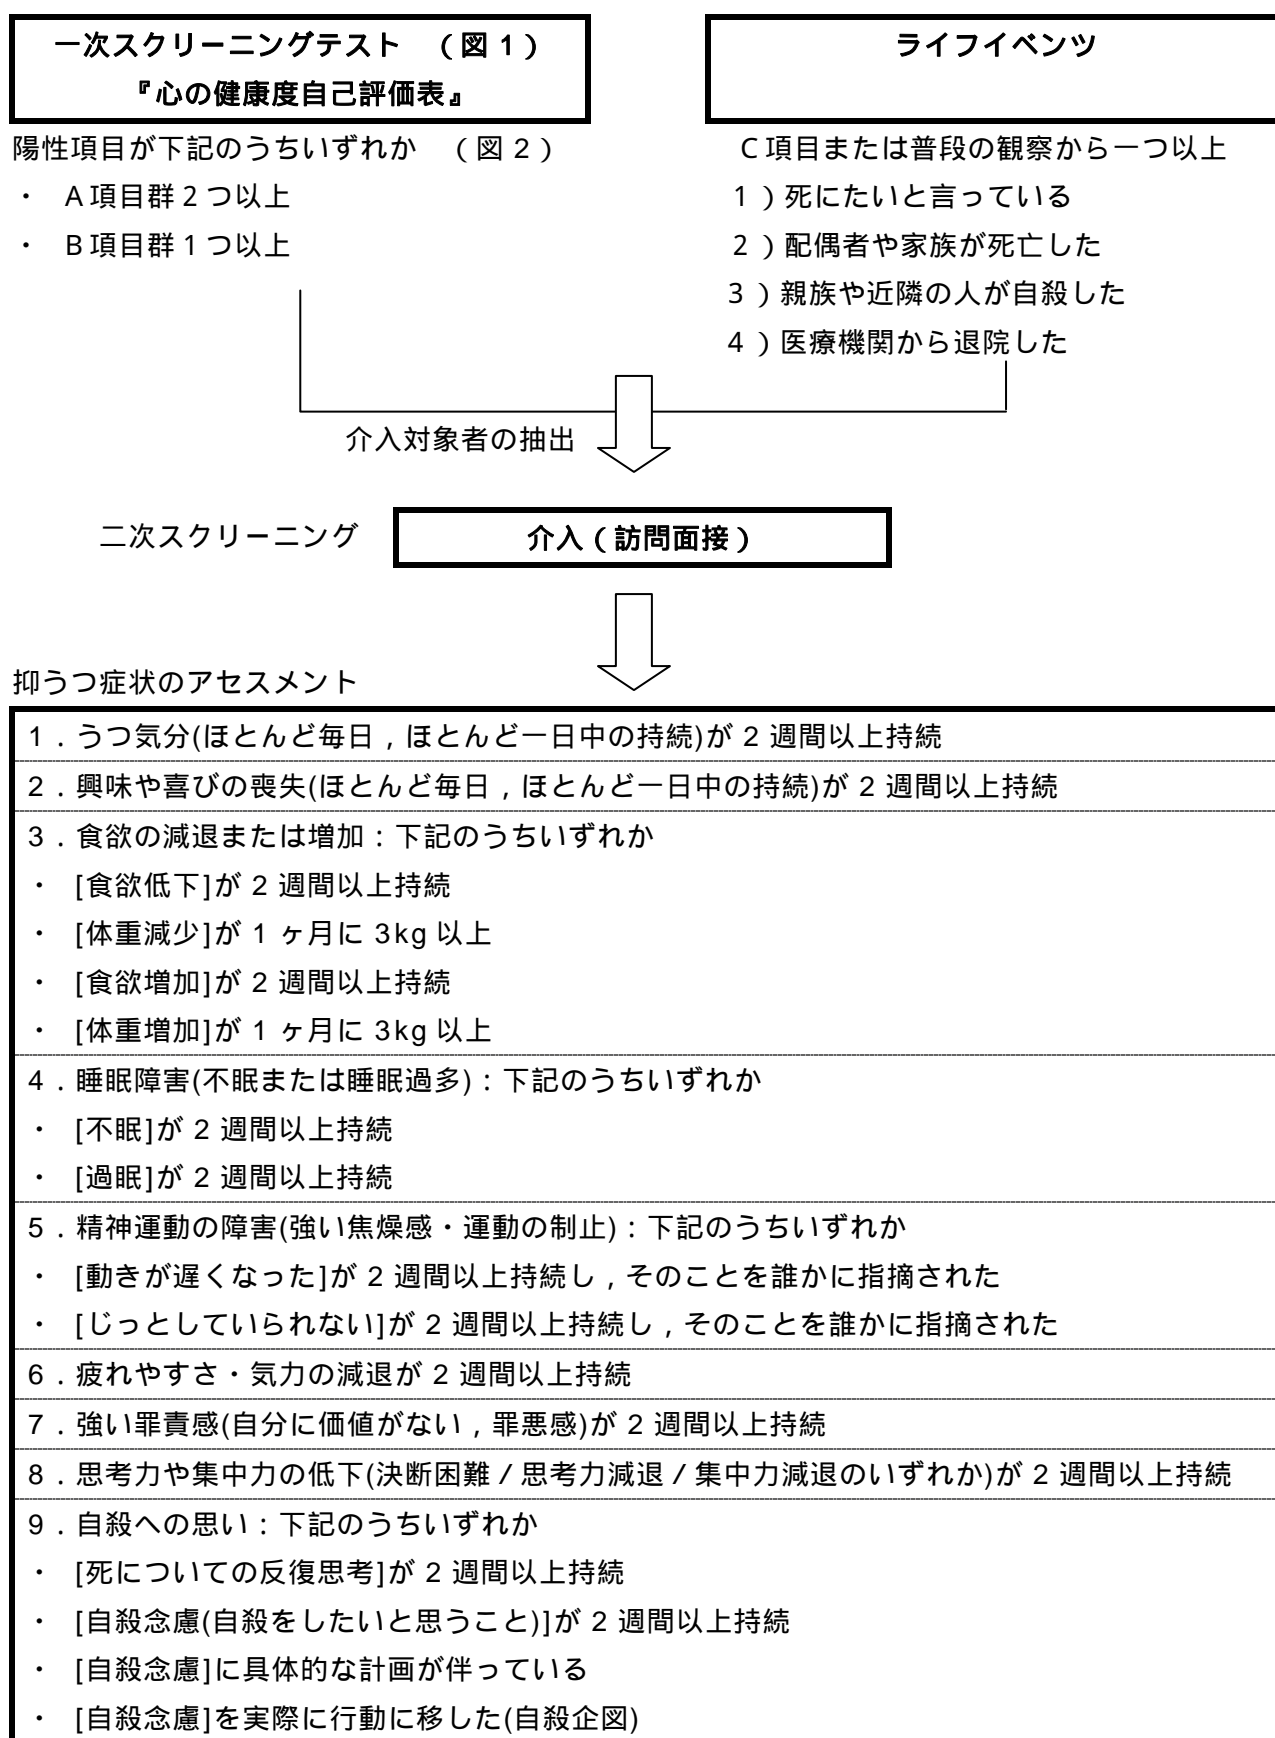 一次スクリーニングテスト （図１）
『心の健康度自己評価表』
ライフイベンツ
陽性項目が下記のうちいずれか （図２）
・ A項目群２つ以上
・ B項目群１つ以上
C項目または普段の観察から一つ以上
１）死にたいと言っている
２）配偶者や家族が死亡した
３）親族や近隣の人が自殺した
４）医療機関から退院した
介入対象者の抽出
二次スクリーニング
介入（訪問面接）
抑うつ症状のアセスメント
1．うつ気分(ほとんど毎日，ほとんど一日中の持続)が 2 週間以上持続
2．興味や喜びの喪失(ほとんど毎日，ほとんど一日中の持続)が 2 週間以上持続
3．食欲の減退または増加：下記のうちいずれか
・ [食欲低下]が 2 週間以上持続
・ [体重減少]が 1 ヶ月に 3kg 以上
・ [食欲増加]が 2 週間以上持続
・ [体重増加]が 1 ヶ月に 3kg 以上
4．睡眠障害(不眠または睡眠過多)：下記のうちいずれか
・ [不眠]が 2 週間以上持続
・ [過眠]が 2 週間以上持続
5．精神運動の障害(強い焦燥感・運動の制止)：下記のうちいずれか
・ [動きが遅くなった]が 2 週間以上持続し，そのことを誰かに指摘された
・ [じっとしていられない]が 2 週間以上持続し，そのことを誰かに指摘された
6．疲れやすさ・気力の減退が 2 週間以上持続
7．強い罪責感(自分に価値がない，罪悪感)が 2 週間以上持続
8．思考力や集中力の低下(決断困難／思考力減退／集中力減退のいずれか)が 2 週間以上持続
9．自殺への思い：下記のうちいずれか
・ [死についての反復思考]が 2 週間以上持続
・ [自殺念慮(自殺をしたいと思うこと)]が 2 週間以上持続
・ [自殺念慮]に具体的な計画が伴っている
・ [自殺念慮]を実際に行動に移した(自殺企図)